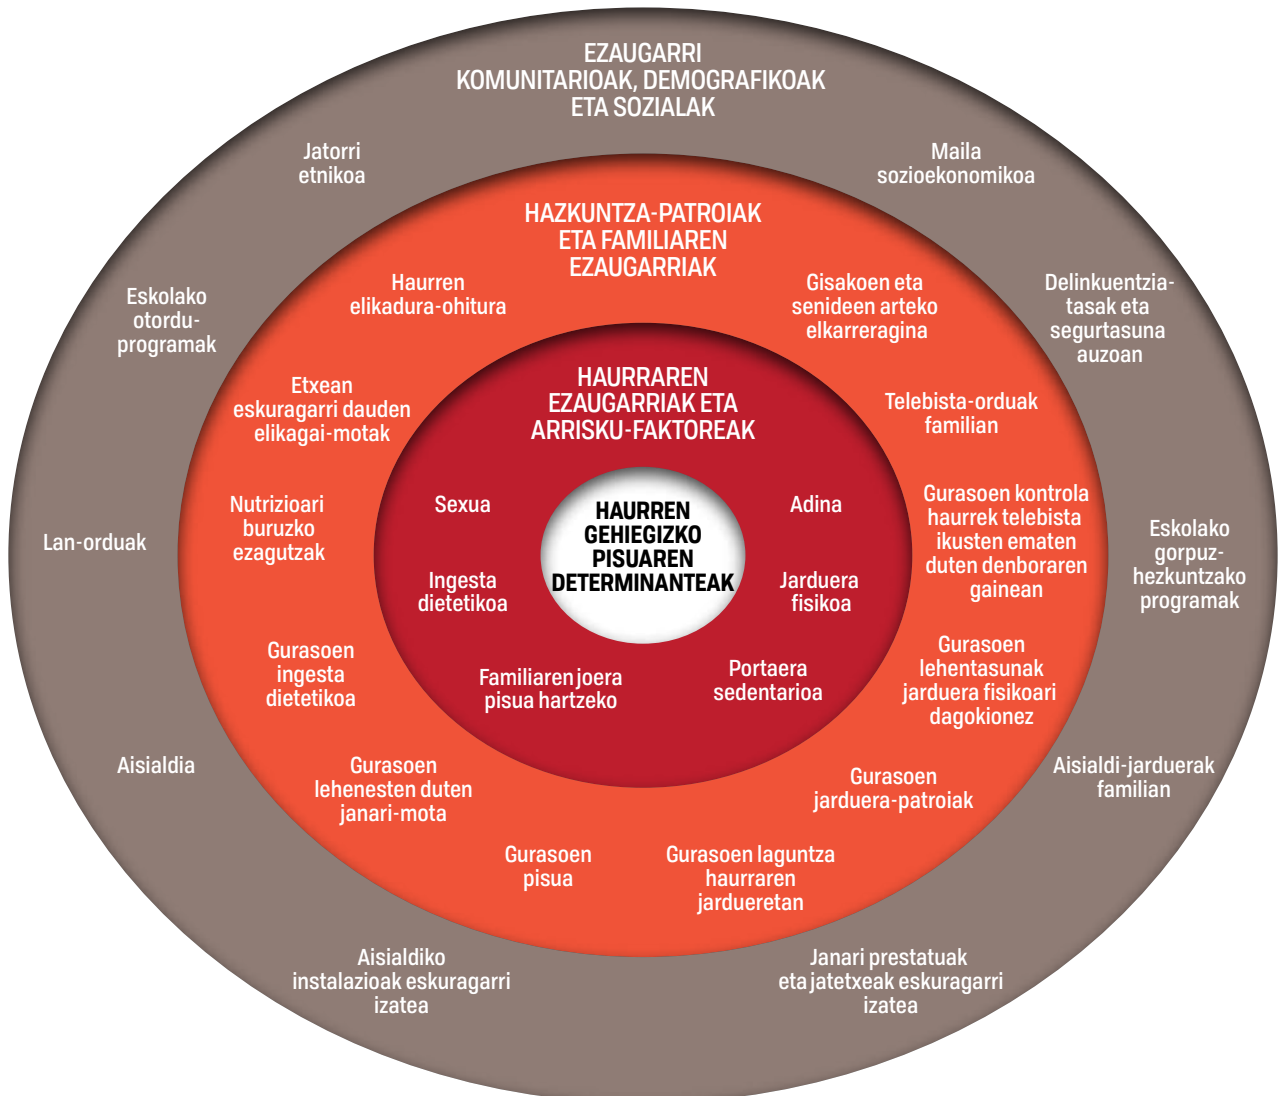 EZAUGARRI
KOMUNITARIOAK, DEMOGRAFIKOAK
ETA SOZIALAK
Jatorri
etnikoa
Maila
sozioekonomikoa
HAZKUNTZA-PATROIAK
ETA FAMILIAREN
EZAUGARRIAK
Haurren
elikadura-ohitura
Gisakoen eta
senideen arteko
elkarreragina
Eskolako
otordu-
programak
Delinkuentzia-
tasak eta
segurtasuna
auzoan
HAURRAREN
EZAUGARRIAK ETA
ARRISKU-FAKTOREAK
Etxean
eskuragarri dauden
elikagai-motak
Telebista-orduak
familian
Nutrizioari
buruzko
ezagutzak
Sexua
HAURREN
GEHIEGIZKO
PISUAREN
DETERMINANTEAK
Adina
Gurasoen kontrola
haurrek telebista
ikusten ematen
duten denboraren
gainean
Lan-orduak
Eskolako
gorpuz-
hezkuntzako
programak
Ingesta
dietetikoa
Jarduera
fisikoa
Gurasoen
ingesta
dietetikoa
Familiaren joera
pisua hartzeko
Portaera
sedentarioa
Gurasoen
lehentasunak
jarduera fisikoari
dagokionez
Aisialdia
Gurasoen
lehenesten duten
janari-mota
Gurasoen
jarduera-patroiak
Aisialdi-jarduerak
familian
Gurasoen
pisua
Gurasoen laguntza
haurraren
jardueretan
Aisialdiko
instalazioak eskuragarri
izatea
Janari prestatuak
eta jatetxeak eskuragarri
izatea